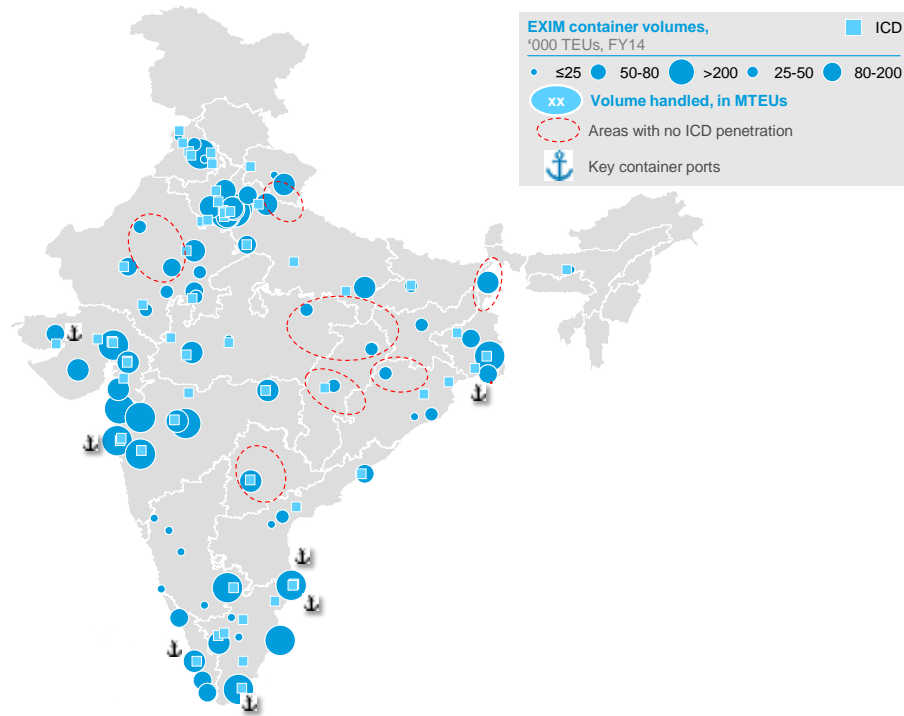 EXIM container volumes,
‘000 TEUs, FY14
ICD
≤25
50-80
>200
25-50
80-200
xx
Volume handled, in MTEUs
Areas with no ICD penetration
Key container ports